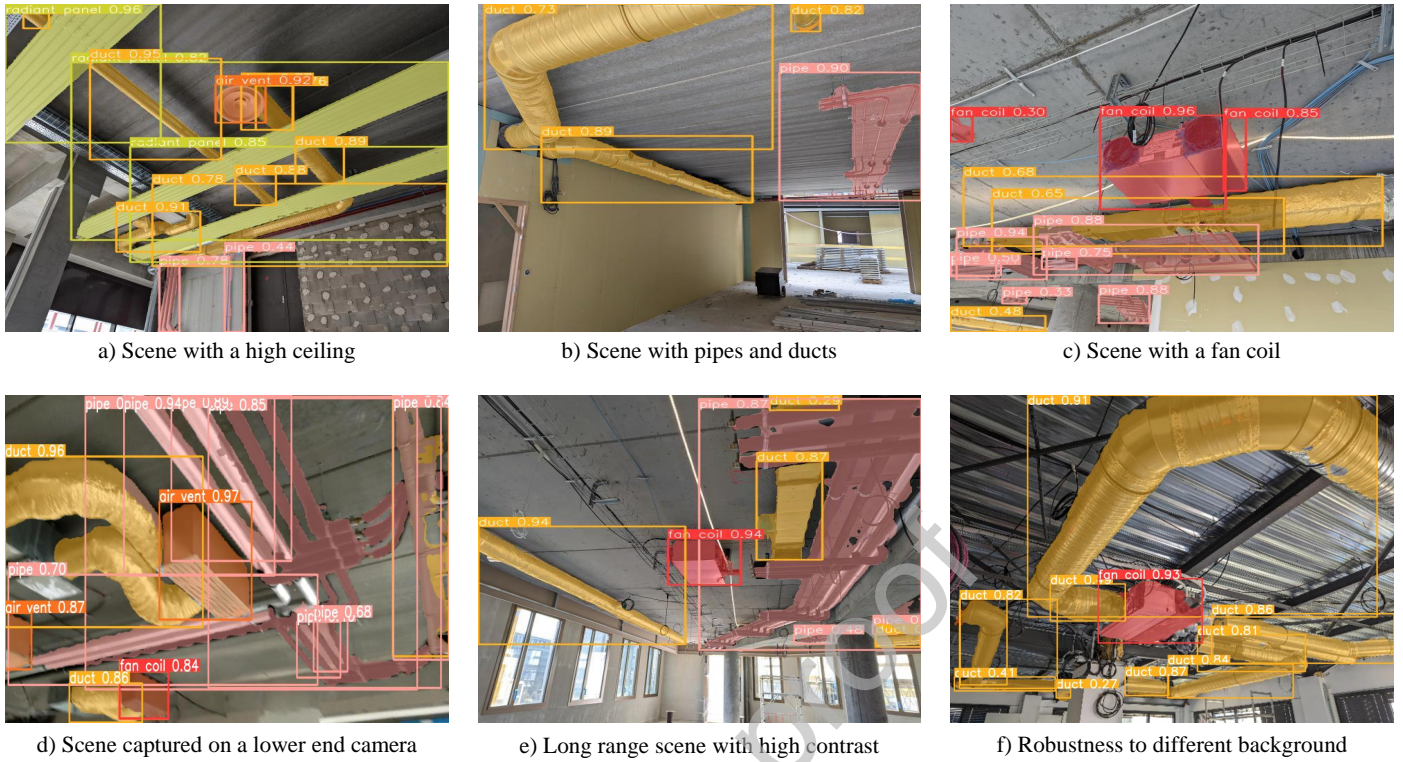 radiant panel 0.96
duct 0.95
air vent 0.92
radiant panel 0.85
duct 0.89
duct 0.78
duct 0.91
pipe 0.44
pipe 0.78
a) Scene with a high ceiling
duct 0.73
duct 0.82
pipe 0.90
duct 0.89
b) Scene with pipes and ducts
fan coil 0.30
fan coil 0.96
fan coil 0.85
duct 0.68
duct 0.65
pipe 0.88
pipe 0.94
pipe 0.75
pipe 0.50
pipe 0.33
pipe 0.88
duct 0.48
c) Scene with a fan coil
pipe 0.94
duct 0.96
air vent 0.97
pipe 0.70
air vent 0.87
0.68
fan coil 0.84
duct 0.86
d) Scene captured on a lower end camera
duct 0.29
pipe 0.87
duct 0.87
duct 0.94
fan coil 0.94
e) Long range scene with high contrast
duct 0.91
fan coil 0.93
duct 0.82
duct 0.86
duct 0.81
duct 0.84
duct 0.41
duct 0.87
duct 0.27
f) Robustness to different background
proof